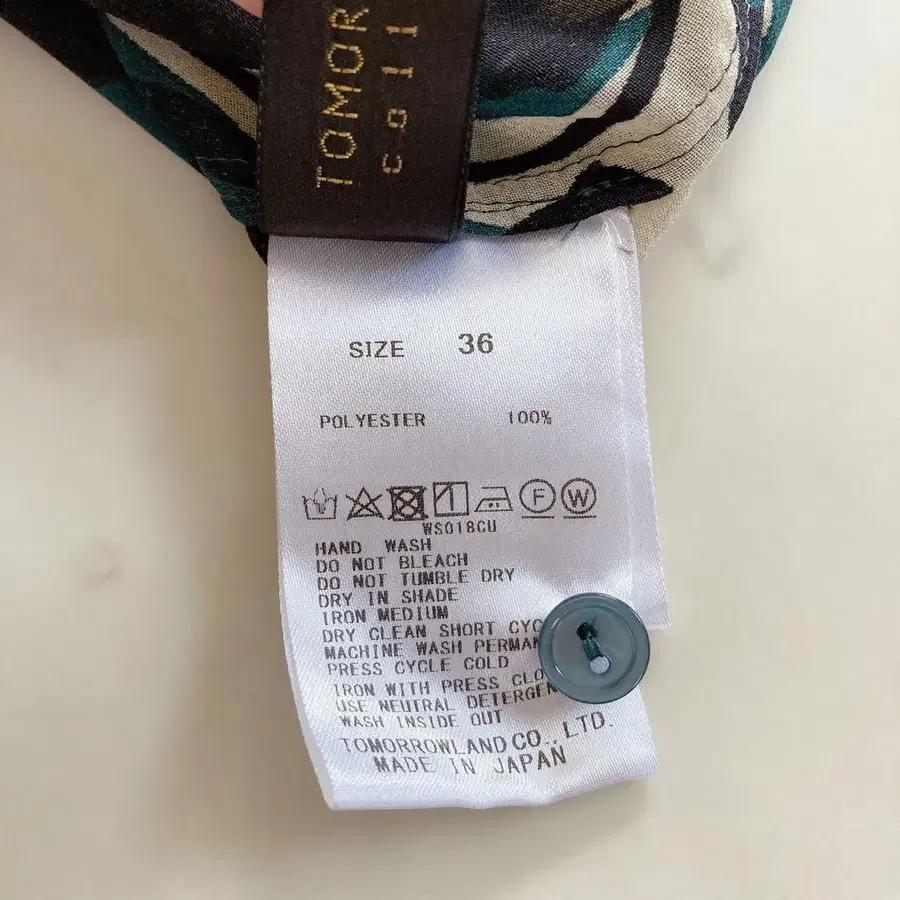 TOMOR
coll
SIZE 36
POLYESTER 100%
F W
WS018CU
HAND WASH
DO NOT BLEACH
DO NOT TUMBLE DRY
DRY IN SHADE
IRON MEDIUM
DRY CLEAN SHORT CYC
MACHINE WASH PERMAN
PRESS CYCLE COLD
IRON WITH PRESS CLO
USE NEUTRAL DETERGEN
WASH INSIDE OUT
TOMORROWLAND CO., LTD.
MADE IN JAPAN